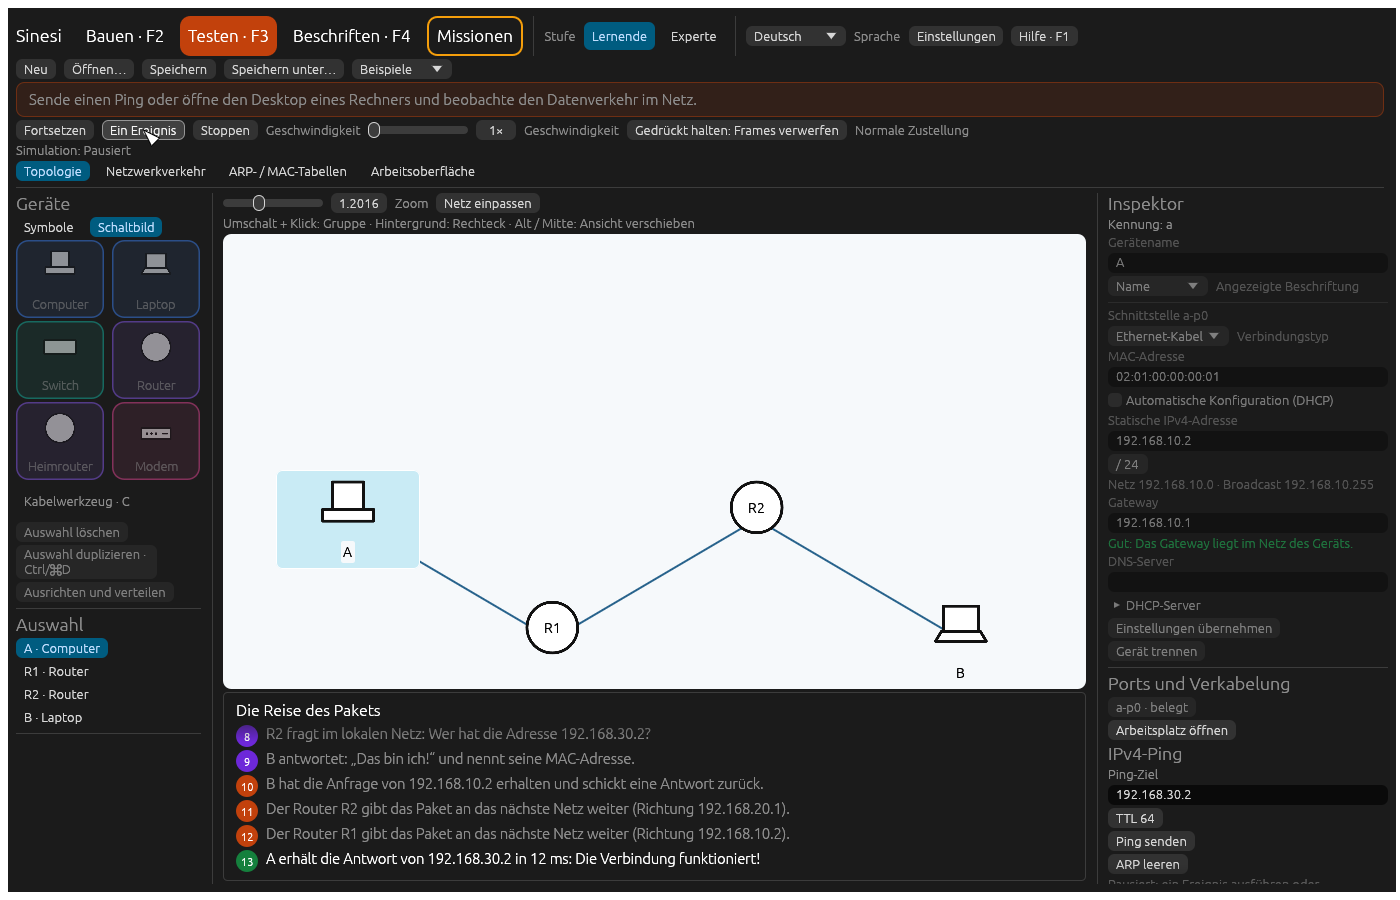 Sinesi Bauen · F2 Testen · F3 Beschriften · F4 Missionen Stufe Lernende Experte Deutsch Sprache Einstellungen Hilfe · F1
Neu Öffnen… Speichern Speichern unter… Beispiele
Sende einen Ping oder öffne den Desktop eines Rechners und beobachte den Datenverkehr im Netz.
Fortsetzen Ein Ereignis Stoppen Geschwindigkeit 1× Geschwindigkeit Gedrückt halten: Frames verwerfen Normale Zustellung
Simulation: Pausiert
Topologie Netzwerkverkehr ARP- / MAC-Tabellen Arbeitsoberfläche
Geräte
Symbole Schaltbild
Computer Laptop
Switch Router
Heimrouter Modem
Kabelwerkzeug · C
Auswahl löschen
Auswahl duplizieren ·
Ctrl/⌘D
Ausrichten und verteilen
Auswahl
A · Computer
R1 · Router
R2 · Router
B · Laptop
1.2016 Zoom Netz einpassen
Umschalt + Klick: Gruppe · Hintergrund: Rechteck · Alt / Mitte: Ansicht verschieben
A
R1
R2
B
Die Reise des Pakets
8 R2 fragt im lokalen Netz: Wer hat die Adresse 192.168.30.2?
9 B antwortet: „Das bin ich!“ und nennt seine MAC-Adresse.
10 B hat die Anfrage von 192.168.10.2 erhalten und schickt eine Antwort zurück.
11 Der Router R2 gibt das Paket an das nächste Netz weiter (Richtung 192.168.20.1).
12 Der Router R1 gibt das Paket an das nächste Netz weiter (Richtung 192.168.10.2).
13 A erhält die Antwort von 192.168.30.2 in 12 ms: Die Verbindung funktioniert!
Inspektor
Kennung: a
Gerätename
A
Name Angezeigte Beschriftung
Schnittstelle a-p0
Ethernet-Kabel Verbindungstyp
MAC-Adresse
02:01:00:00:00:01
Automatische Konfiguration (DHCP)
Statische IPv4-Adresse
192.168.10.2
/ 24
Netz 192.168.10.0 · Broadcast 192.168.10.255
Gateway
192.168.10.1
Gut: Das Gateway liegt im Netz des Geräts.
DNS-Server
DHCP-Server
Einstellungen übernehmen
Gerät trennen
Ports und Verkabelung
a-p0 · belegt
Arbeitsplatz öffnen
IPv4-Ping
Ping-Ziel
192.168.30.2
TTL 64
Ping senden
ARP leeren
Pausiert: ein Ereignis ausführen oder